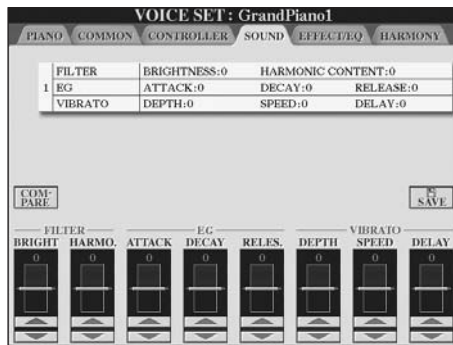 VOICE SET : GrandPiano1
PIANO COMMON CONTROLLER SOUND EFFECT/EQ HARMONY
FILTER BRIGHTNESS:0 HARMONIC CONTENT:0
1 EG ATTACK:0 DECAY:0 RELEASE:0
VIBRATO DEPTH:0 SPEED:0 DELAY:0
COM-
PARE
SAVE
FILTER EG VIBRATO
BRIGHT HARMO. ATTACK DECAY RELES. DEPTH SPEED DELAY
0 0 0 0 0 0 0 0